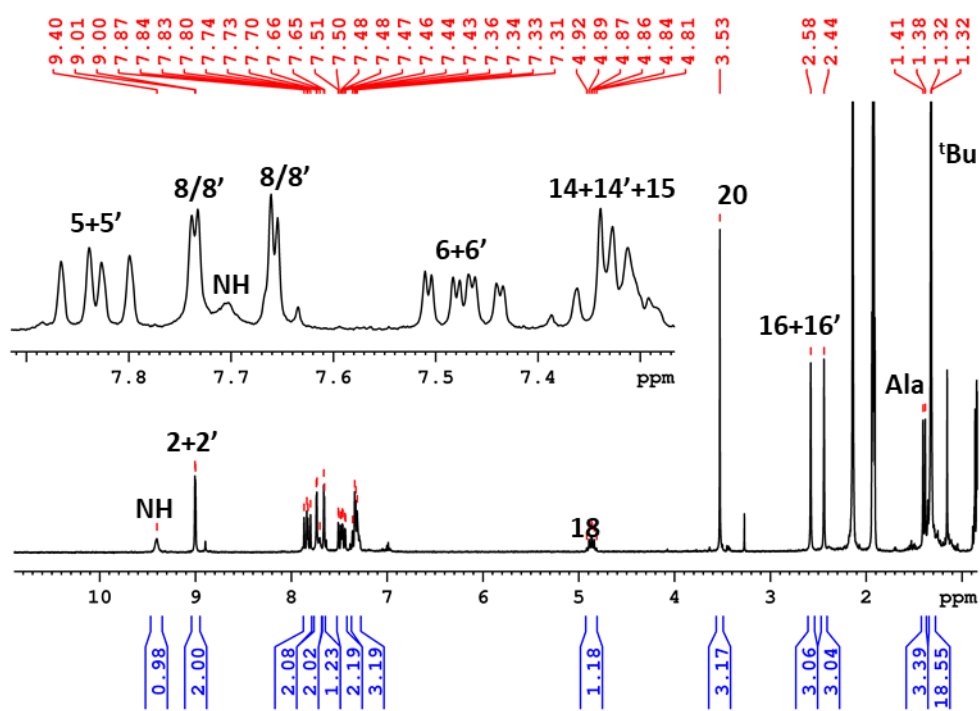 9.40 9.01 9.00 7.87 7.84 7.83 7.80 7.74 7.73 7.70 7.66 7.65 7.51 7.50 7.48 7.48 7.47 7.46 7.44 7.43 7.36 7.34 7.33 7.31 4.92 4.89 4.87 4.86 4.84 4.81 3.53 2.58 2.44 1.41 1.38 1.32 1.32
tBu
8/8' 8/8' 14+14'+15 20
5+5' 6+6'
NH
16+16'
7.8 7.7 7.6 7.5 7.4 ppm
Ala
2+2'
NH 18
10 9 8 7 6 5 4 3 2 ppm
0.98 2.00 2.08 2.02 1.23 2.19 3.19 1.18 3.17 3.06 3.04 3.39 18.55